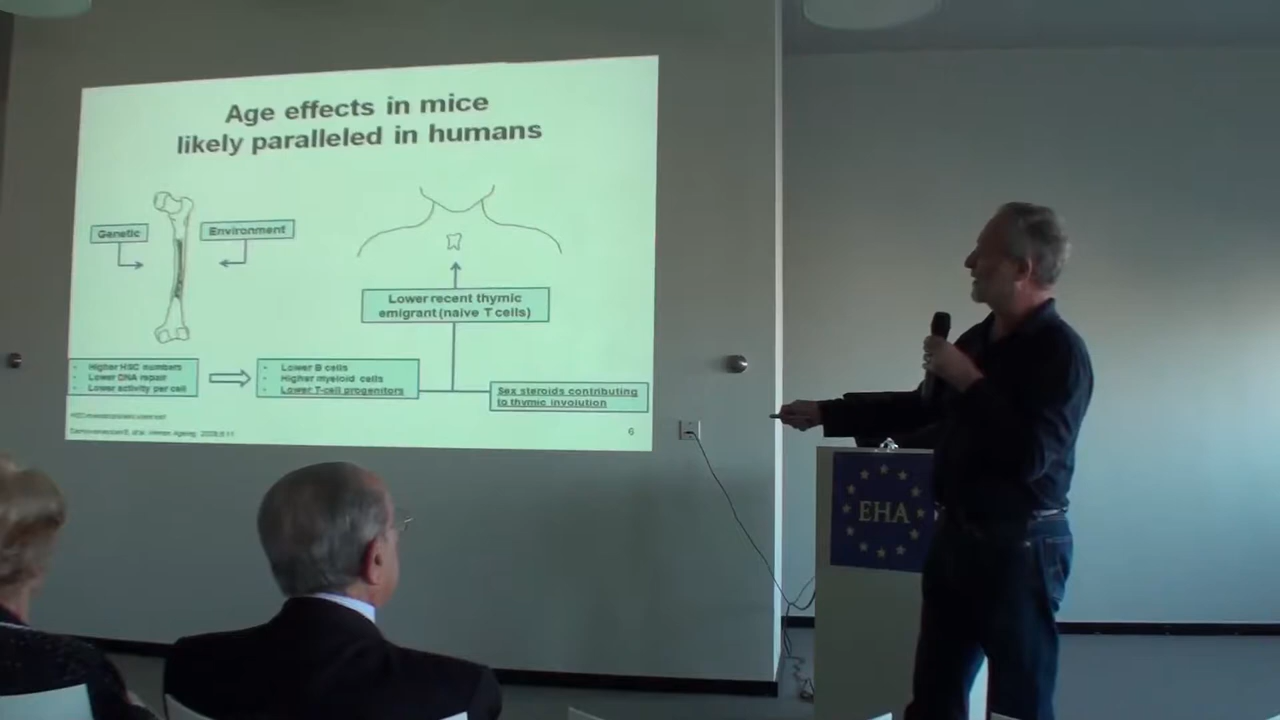 Age effects in mice
likely paralleled in humans
Genetic
Environment
Lower recent thymic
emigrant (naive T cells)
• Higher HSC numbers
• Lower DNA repair
• Lower activity per cell
• Lower B cells
• Higher myeloid cells
• Lower T-cell progenitors
Sex steroids contributing
to thymic involution
6
EHA